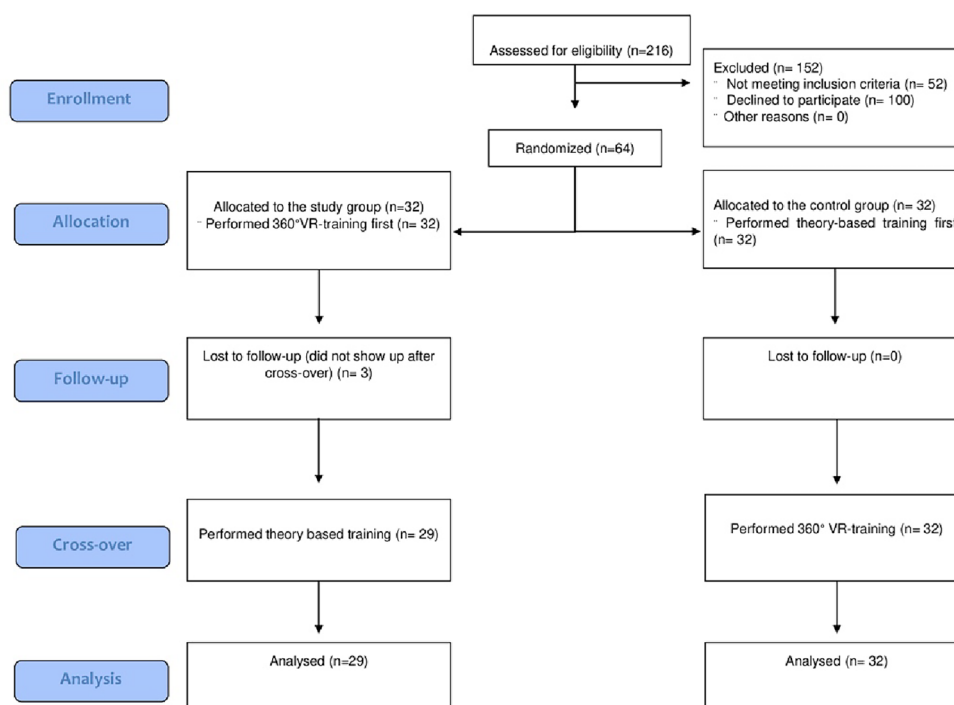 Assessed for eligibility (n=216)
Enrollment
Excluded (n= 152)
¨ Not meeting inclusion criteria (n= 52)
¨ Declined to participate (n= 100)
¨ Other reasons (n= 0)
Randomized (n=64)
Allocation
Allocated to the study group (n=32)
¨ Performed 360°VR-training first (n= 32)
Allocated to the control group (n= 32)
¨ Performed theory-based training first
(n= 32)
Follow-up
Lost to follow-up (did not show up after
cross-over) (n= 3)
Lost to follow-up (n=0)
Cross-over
Performed theory based training (n= 29)
Performed 360° VR-training (n= 32)
Analysis
Analysed (n=29)
Analysed (n= 32)